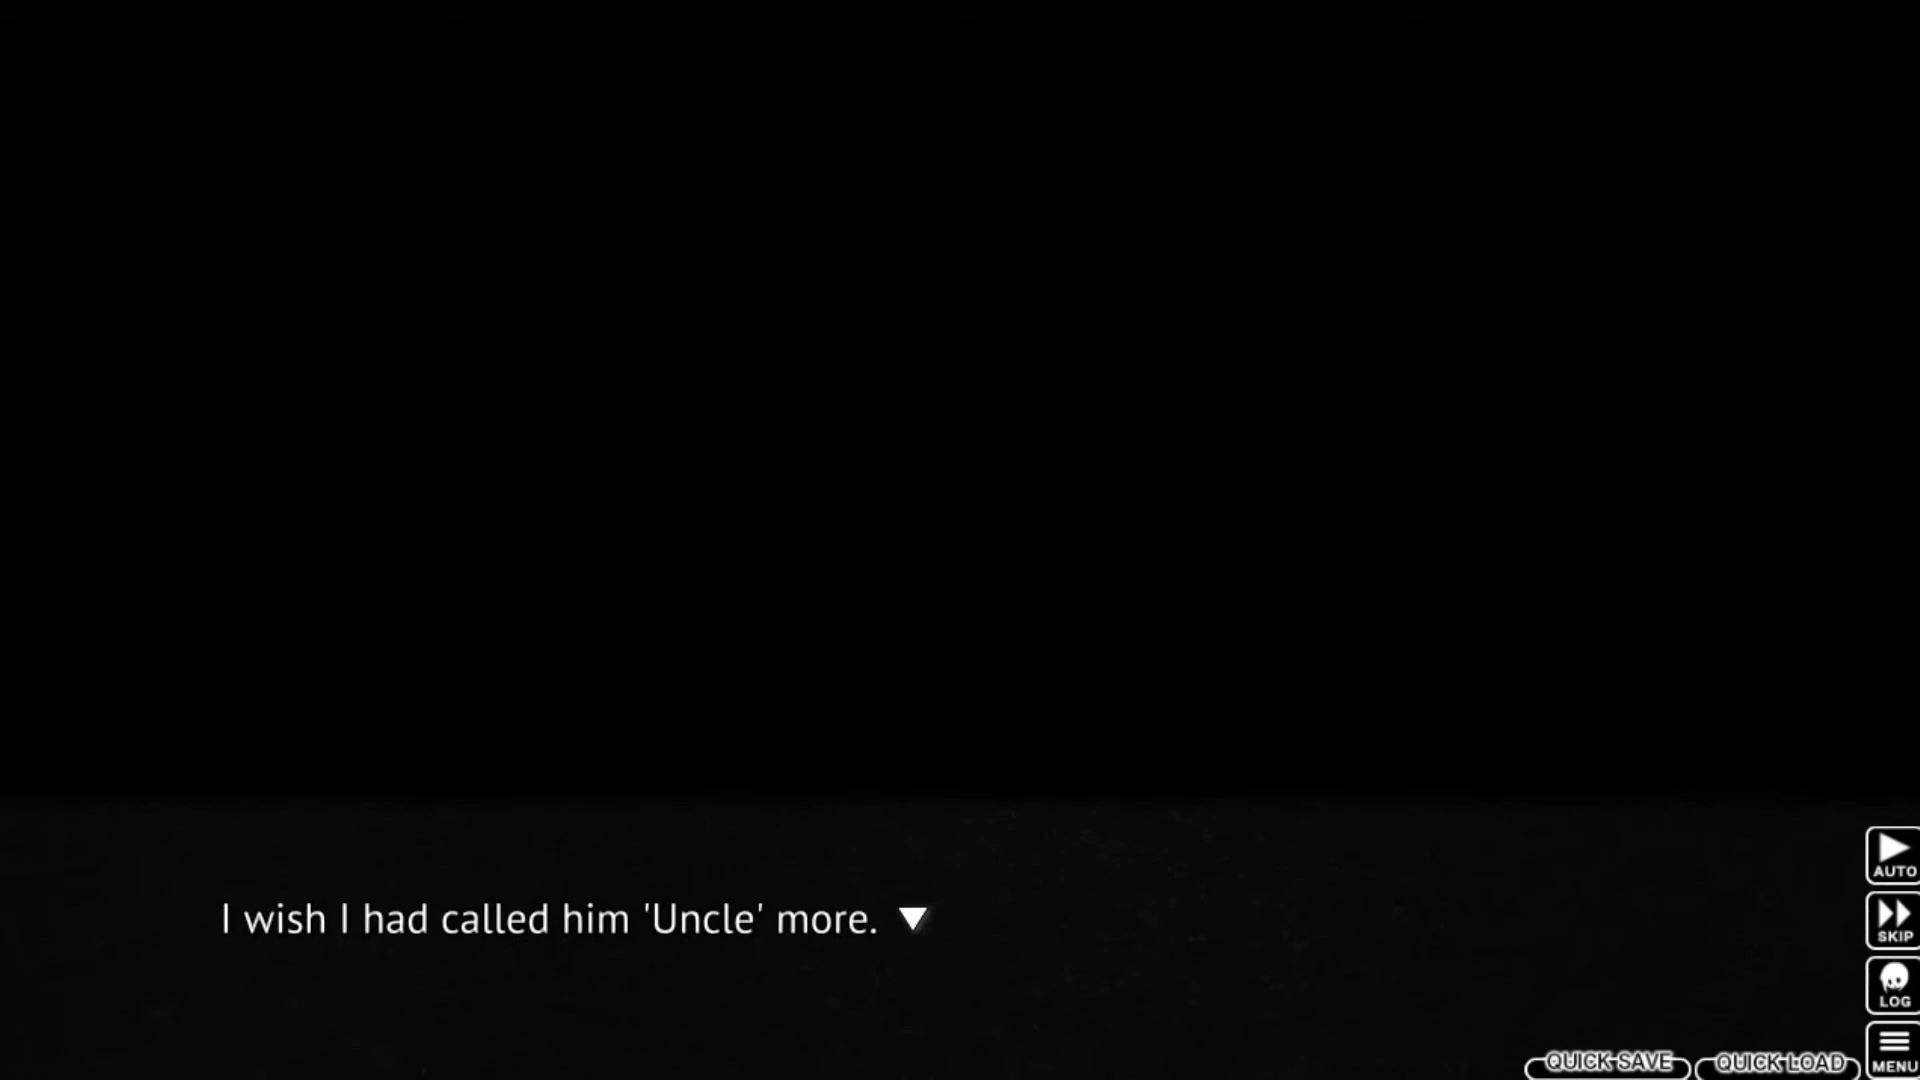 I wish I had called him 'Uncle' more.
AUTO
SKIP
LOG
MENU
QUICK SAVE
QUICK LOAD